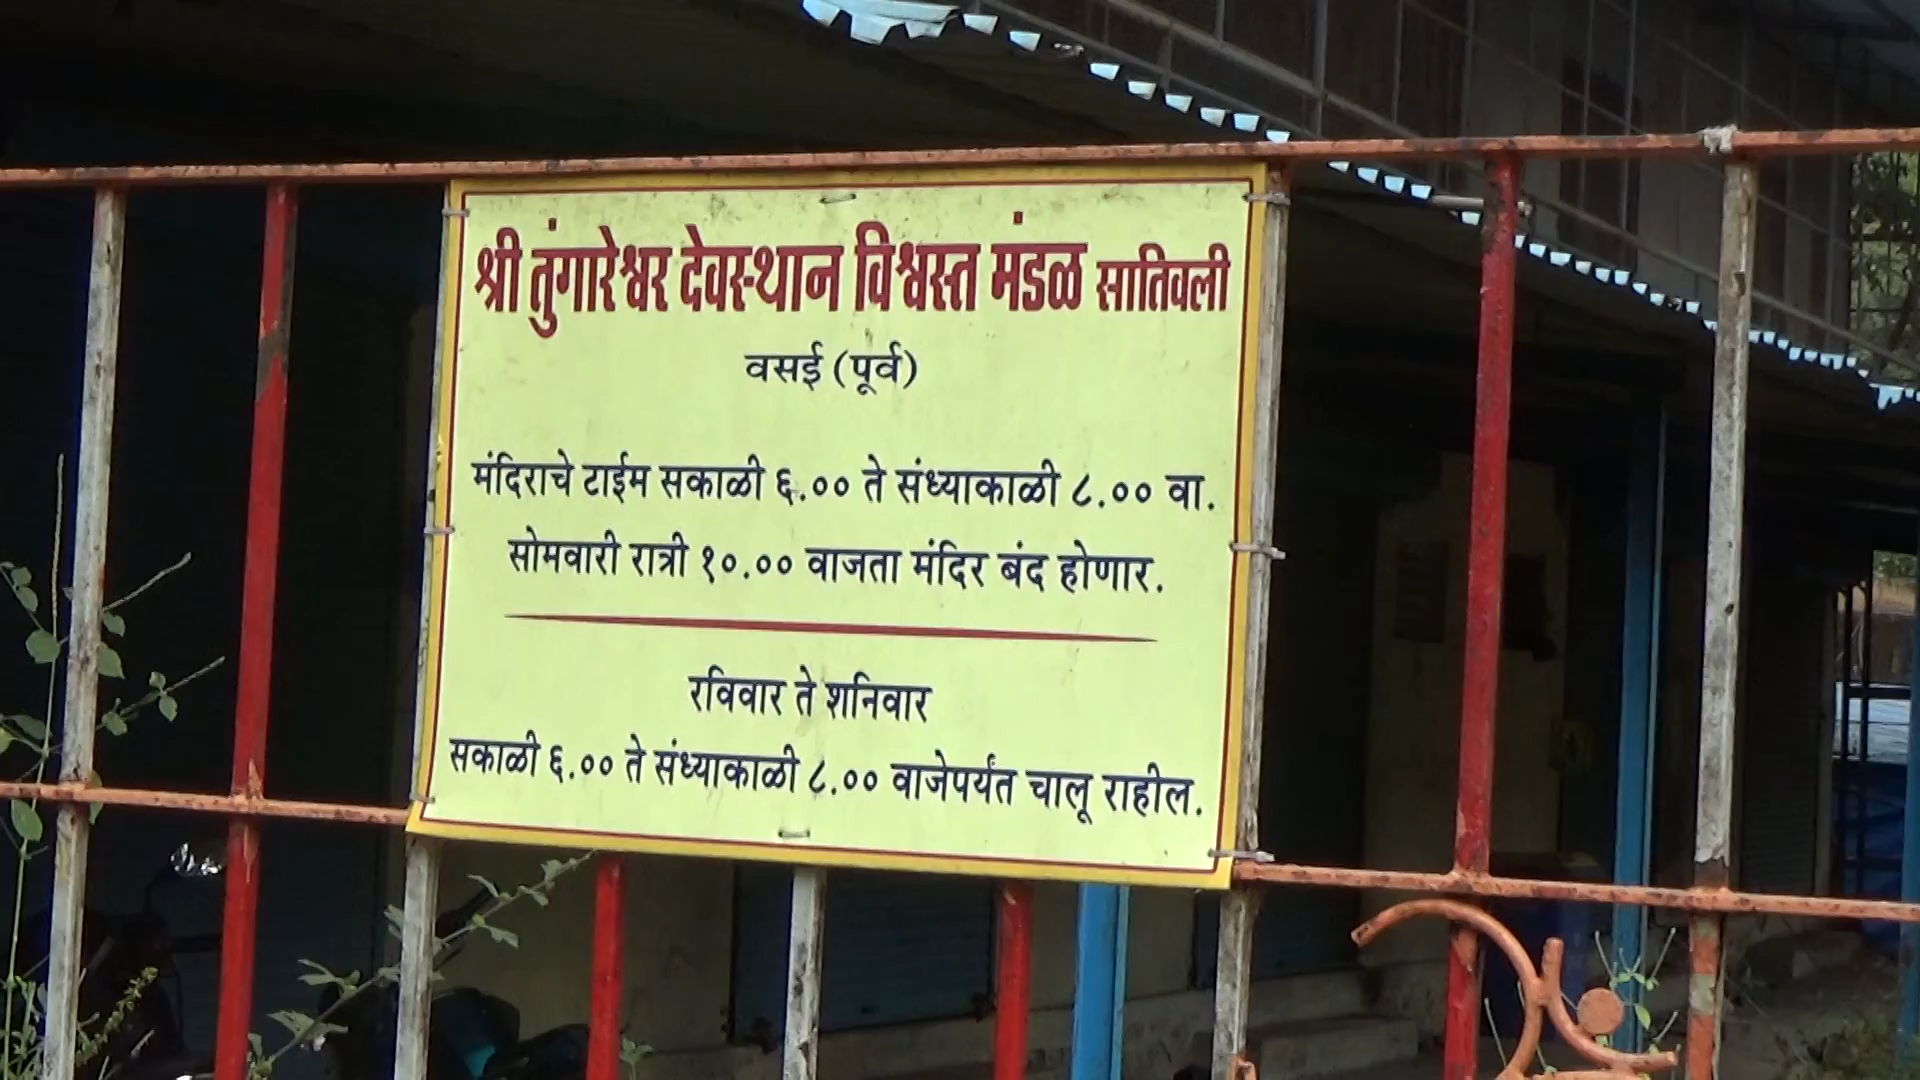 श्री तुंगारेश्वर देवस्थान विश्वस्त मंडळ सातिवली
वसई (पूर्व)
मंदिराचे टाईम सकाळी ६.०० ते संध्याकाळी ८.०० वा.
सोमवारी रात्री १०.०० वाजता मंदिर बंद होणार.
रविवार ते शनिवार
सकाळी ६.०० ते संध्याकाळी ८.०० वाजेपर्यंत चालू राहील.